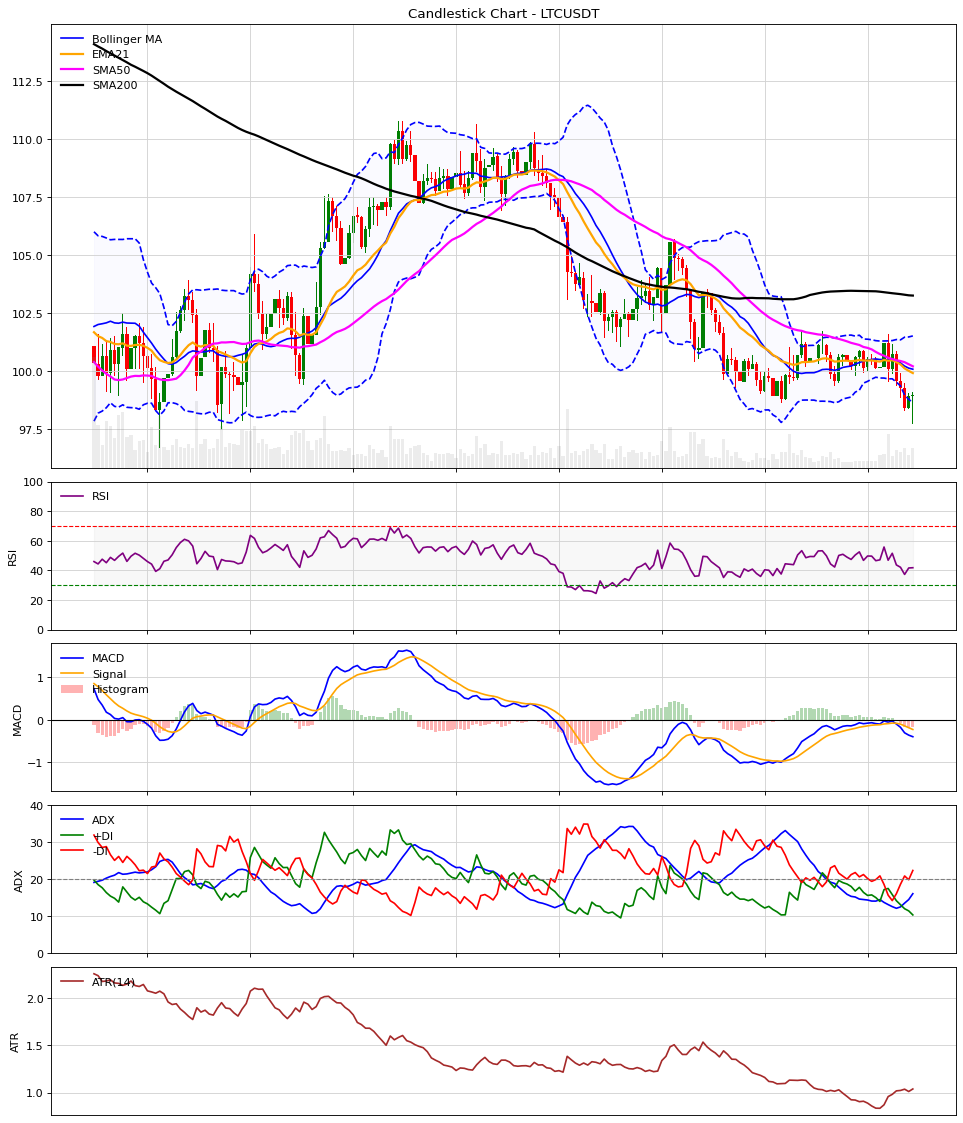 Candlestick Chart - LTCUSDT
Bollinger MA
EMA21
SMA50
SMA200
112.5
110.0
107.5
105.0
102.5
100.0
97.5
RSI
100
80
60
40
20
0
RSI
MACD
Signal
Histogram
1
0
−1
MACD
ADX
+DI
-DI
40
30
20
10
0
ADX
ATR(14)
2.0
1.5
1.0
ATR